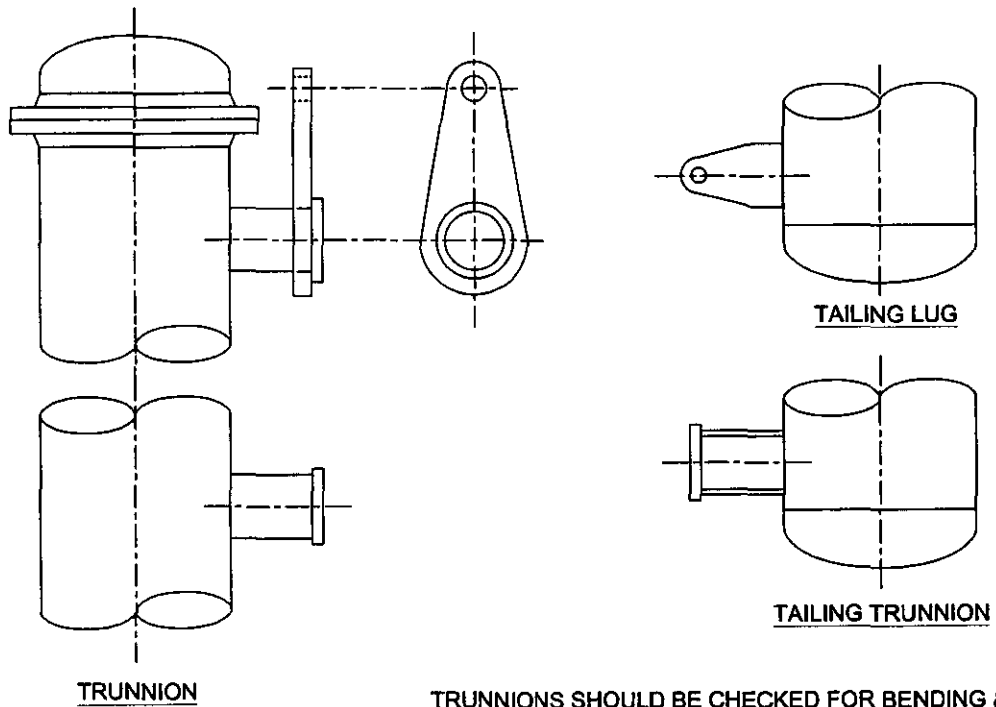 TAILING LUG
TAILING TRUNNION
TRUNNION
TRUNNIONS SHOULD BE CHECKED FOR BENDING